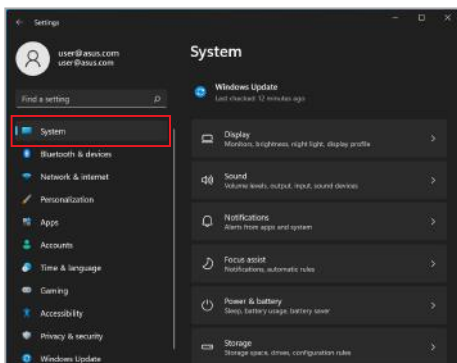 Settings
user@asus.com
user@asus.com
Find a setting
System
Bluetooth & devices
Network & internet
Personalization
Apps
Accounts
Time & language
Gaming
Accessibility
Privacy & security
Windows Update
System
Windows Update
Last checked: 12 minutes ago
Display
Monitors, brightness, night light, display profile
Sound
Volume levels, output, input, sound devices
Notifications
Alerts from apps and system
Focus assist
Notifications, automatic rules
Power & battery
Sleep, battery usage, battery saver
Storage
Storage space, drives, configuration rules